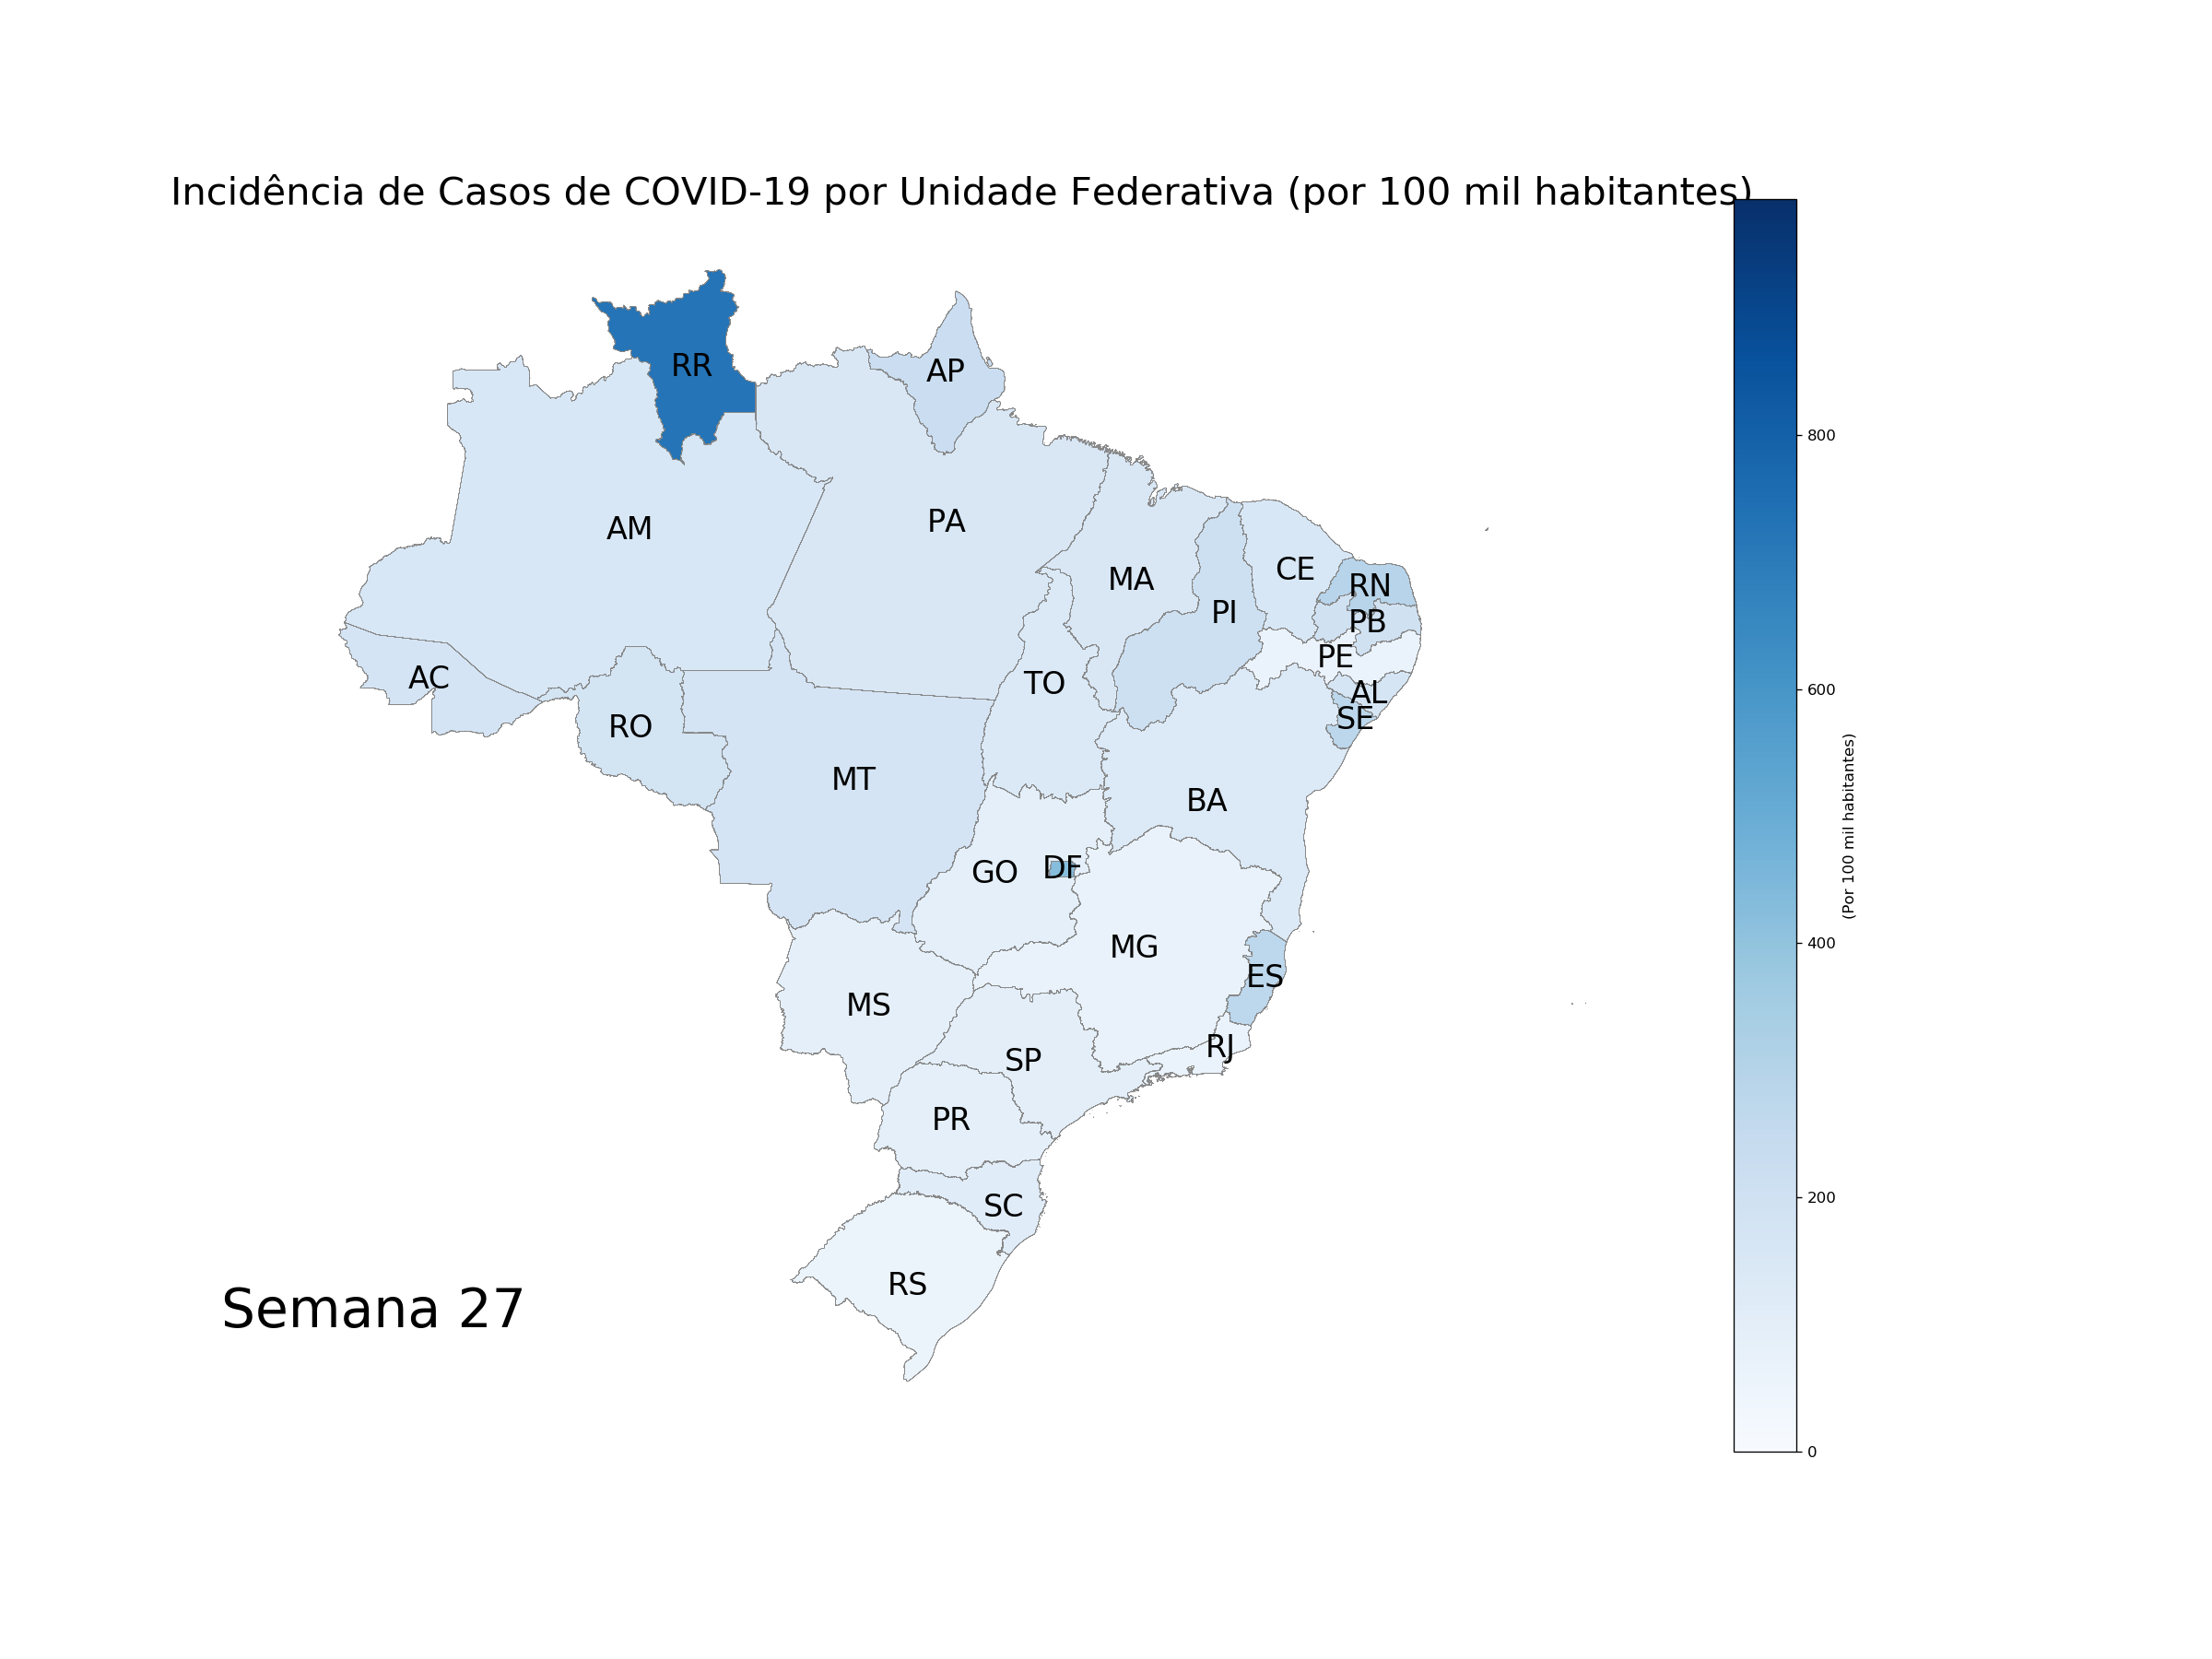 Incidência de Casos de COVID-19 por Unidade Federativa (por 100 mil habitantes)
RR
AP
AM
PA
MA
CE
RN
PI
PB
PE
AC
TO
AL
RO
SE
MT
BA
GO
DF
MG
ES
MS
RJ
SP
PR
SC
RS
Semana 27
800
600
400
200
0
(Por 100 mil habitantes)